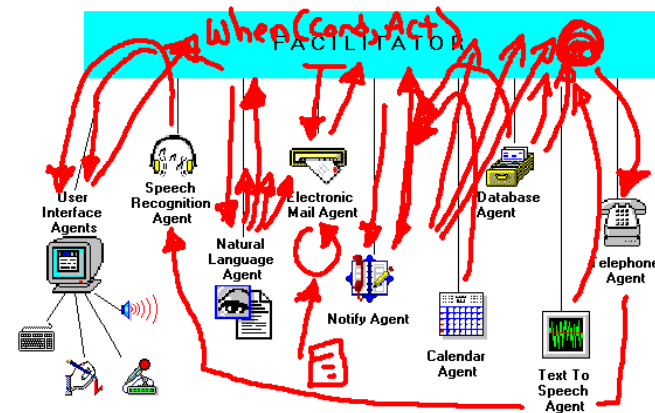 When(Cond, Act)
FACILITATOR
User
Interface
Agents
Speech
Recognition
Agent
Natural
Language
Agent
Electronic
Mail Agent
Notify Agent
Calendar
Agent
Database
Agent
Text To
Speech
Agent
Telephone
Agent